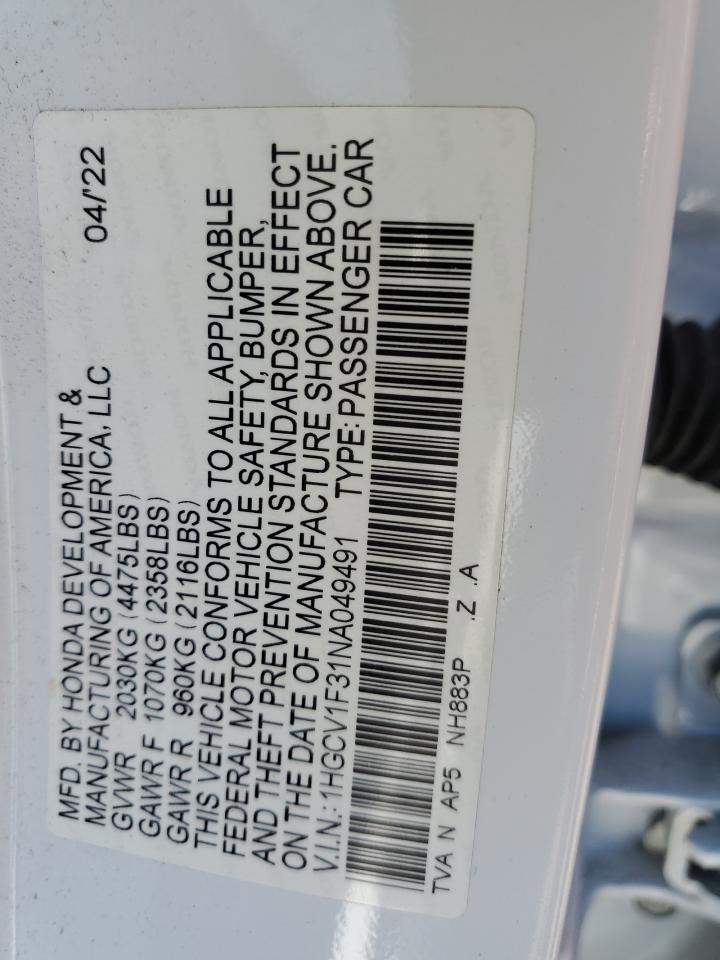 MFD. BY HONDA DEVELOPMENT & 04/'22
MANUFACTURING OF AMERICA, LLC
GVWR 2030KG (4475LBS)
GAWR F 1070KG (2358LBS)
GAWR R 960KG (2116LBS)
THIS VEHICLE CONFORMS TO ALL APPLICABLE
FEDERAL MOTOR VEHICLE SAFETY, BUMPER,
AND THEFT PREVENTION STANDARDS IN EFFECT
ON THE DATE OF MANUFACTURE SHOWN ABOVE.
V.I.N.: 1HGCV1F31NA049491 TYPE: PASSENGER CAR
TVA N AP5 NH883P .Z .A